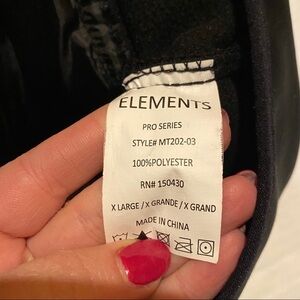 ELEMENTS
PRO SERIES
STYLE# MT202-03
100%POLYESTER
RN# 150430
X LARGE / X GRANDE / X GRAND
MADE IN CHINA